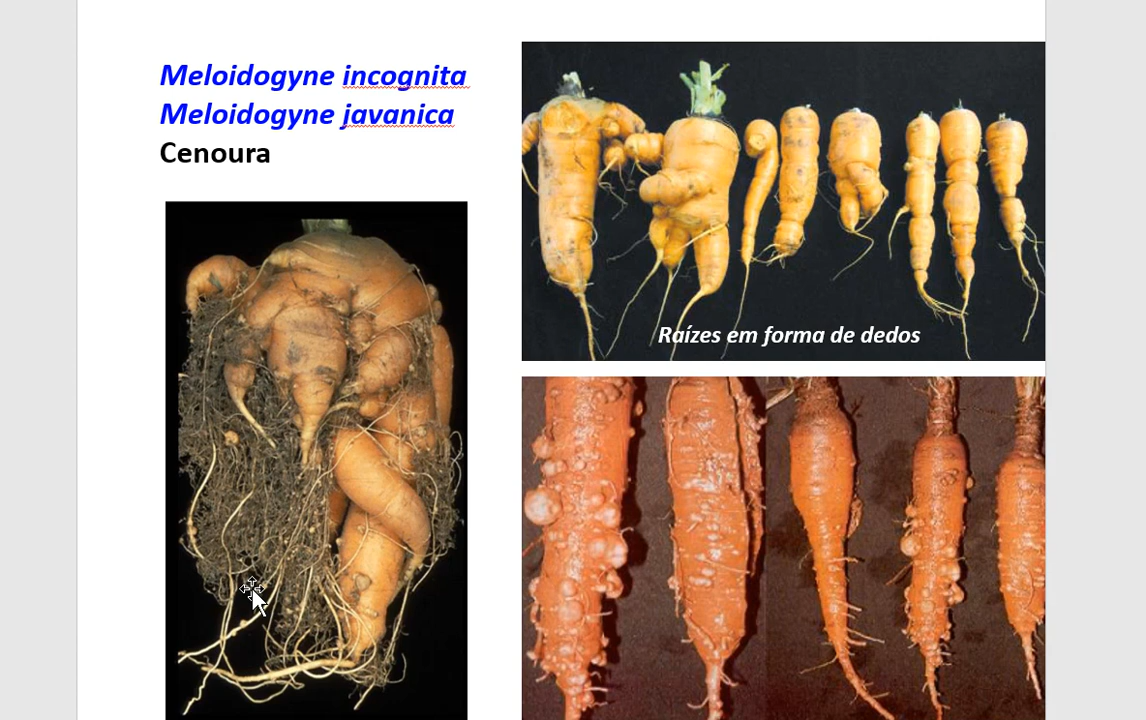 Meloidogyne incognita
Meloidogyne javanica
Cenoura
Raízes em forma de dedos